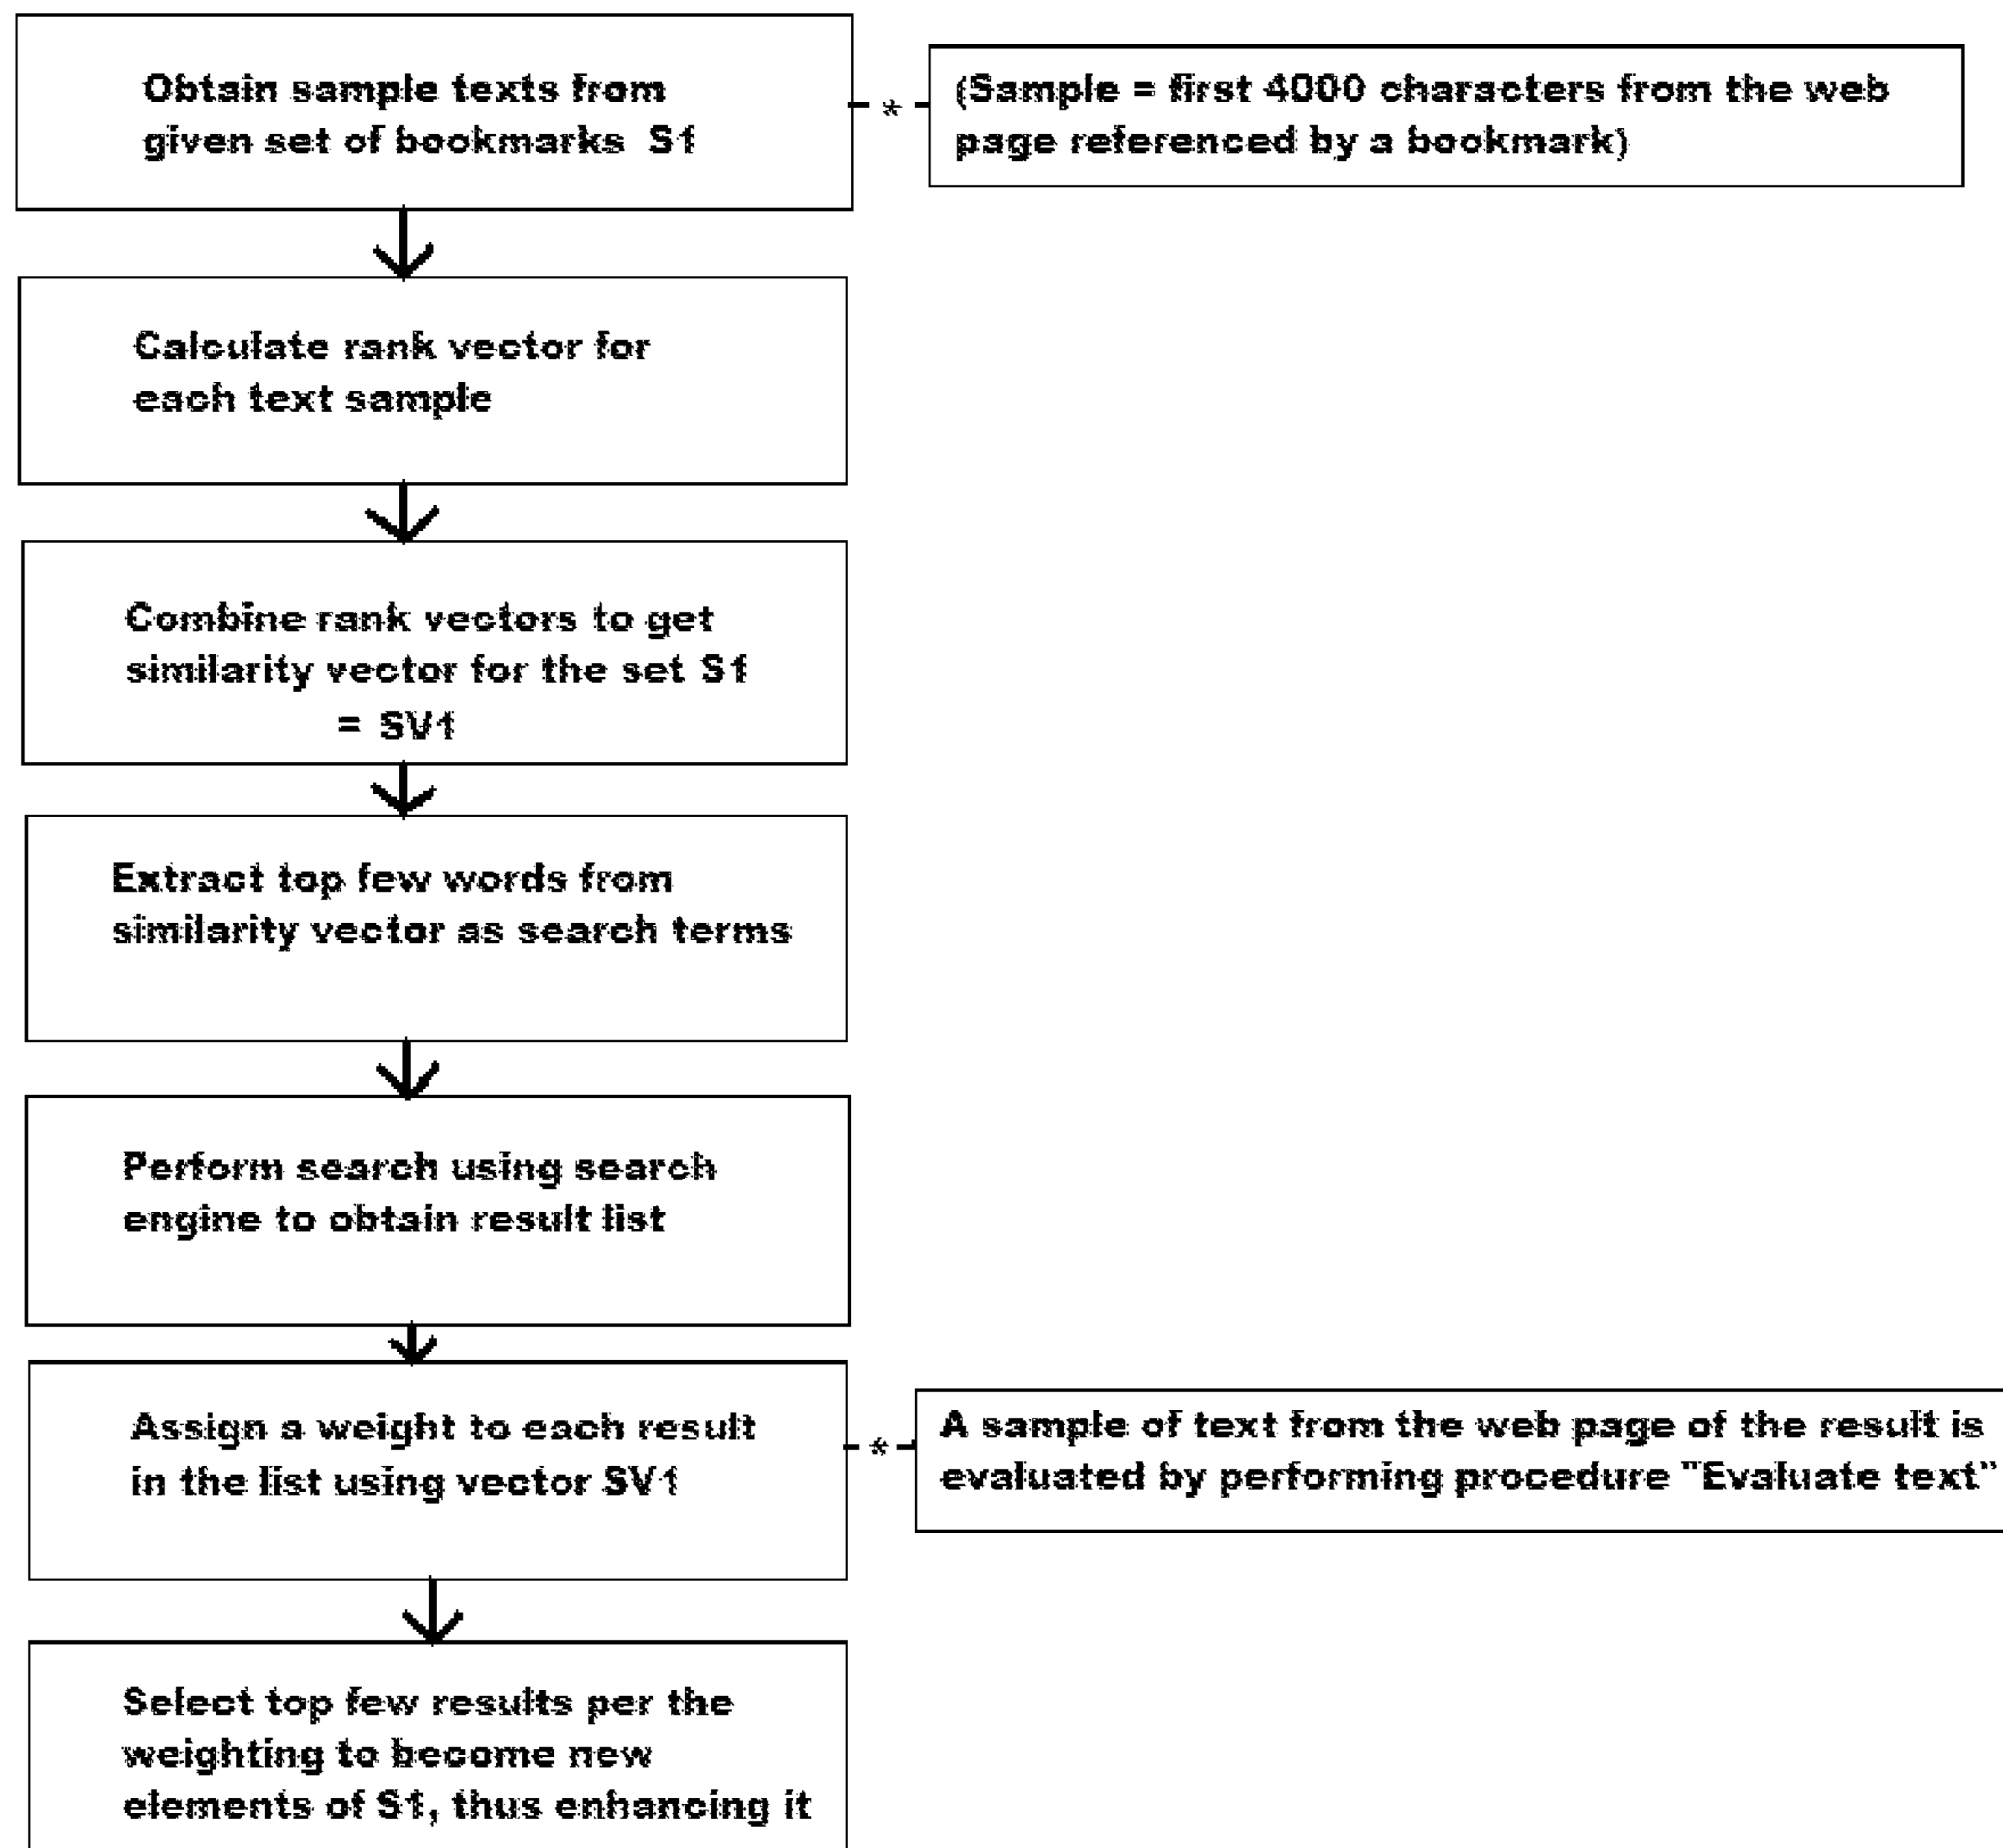 Obtain sample texts from
given set of bookmarks S1
*
(Sample = first 4000 characters from the web
page referenced by a bookmark)
Calculate rank vector for
each text sample
Combine rank vectors to get
similarity vector for the set S1
= SV1
Extract top few words from
similarity vector as search terms
Perform search using search
engine to obtain result list
Assign a weight to each result
in the list using vector SV1
*
A sample of text from the web page of the result is
evaluated by performing procedure "Evaluate text"
Select top few results per the
weighting to become new
elements of S1, thus enhancing it